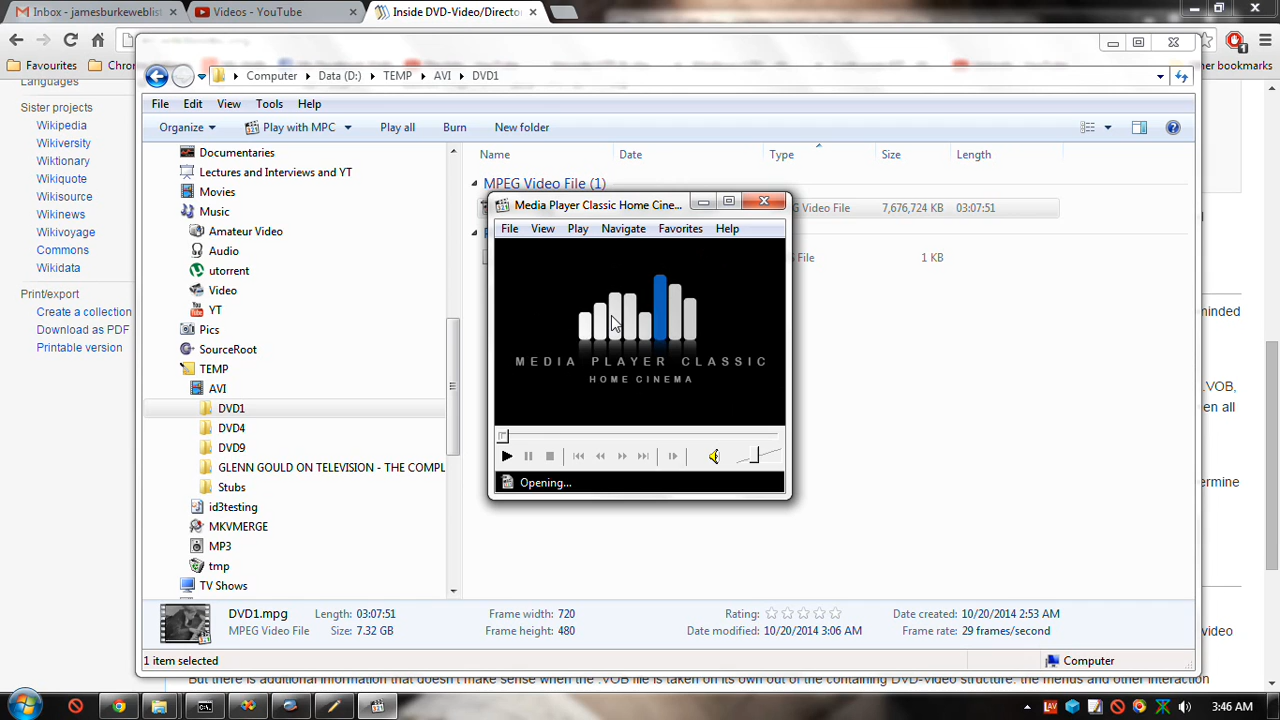 Inbox - jamesburkeweblist
Videos - YouTube
Inside DVD-Video/Director
Favourites
Chron
Computer
Data (D:)
TEMP
AVI
DVD1
File
Edit
View
Tools
Help
Organize
Play with MPC
Play all
Burn
New folder
Languages
Sister projects
Wikipedia
Wikiversity
Wiktionary
Wikiquote
Wikisource
Wikinews
Wikivoyage
Commons
Wikidata
Print/export
Create a collection
Download as PDF
Printable version
Documentaries
Lectures and Interviews and YT
Movies
Music
Amateur Video
Audio
utorrent
Video
YT
Pics
SourceRoot
TEMP
AVI
DVD1
DVD4
DVD9
GLENN GOULD ON TELEVISION - THE COMPL
Stubs
id3testing
MKVMERGE
MP3
tmp
TV Shows
Name
Date
Type
Size
Length
MPEG Video File (1)
G Video File
7,676,724 KB
03:07:51
File
1 KB
Media Player Classic Home Cine...
File
View
Play
Navigate
Favorites
Help
MEDIA PLAYER CLASSIC
HOME CINEMA
Opening...
minded
.VOB,
en all
ermine
video
DVD1.mpg
Length: 03:07:51
Frame width: 720
Rating:
Date created: 10/20/2014 2:53 AM
MPEG Video File
Size: 7.32 GB
Frame height: 480
Date modified: 10/20/2014 3:06 AM
Frame rate: 29 frames/second
1 item selected
Computer
But there is additional information that doesn't make sense when the .VOB file is taken on its own out of the containing DVD-Video structure: the menus and other interaction
LAV
3:46 AM